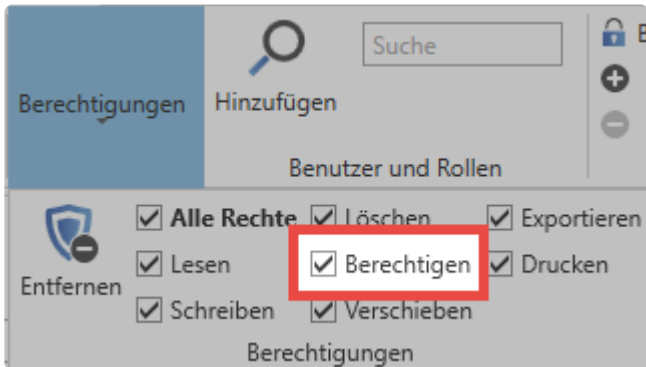 Suche
Berechtigungen
Hinzufügen
Benutzer und Rollen
Alle Rechte Löschen Exportieren
Lesen Berechtigen Drucken
Entfernen
Schreiben Verschieben
Berechtigungen